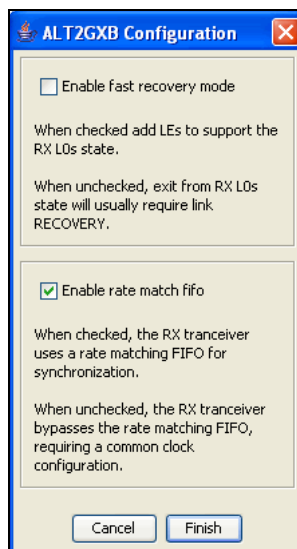 ALT2GXB Configuration
Enable fast recovery mode
When checked add LEs to support the
RX L0s state.
When unchecked, exit from RX L0s
state will usually require link
RECOVERY.
Enable rate match fifo
When checked, the RX tranceiver
uses a rate matching FIFO for
synchronization.
When unchecked, the RX tranceiver
bypasses the rate matching FIFO,
requiring a common clock
configuration.
Cancel Finish